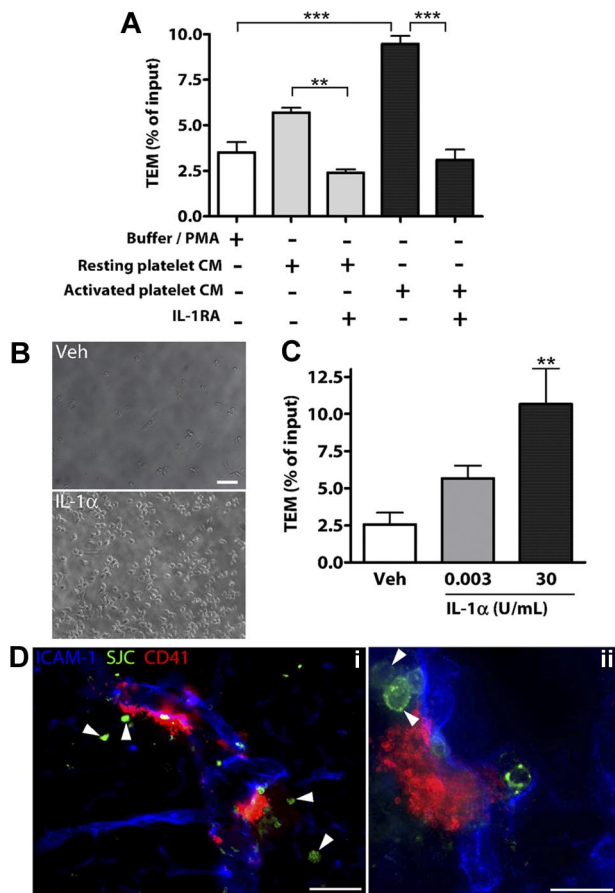 A
***
***
**
10.0
7.5
5.0
2.5
0.0
TEM (% of input)
Buffer / PMA + - - - -
Resting platelet CM - + + - -
Activated platelet CM - - - + +
IL-1RA - - + - +
B
Veh
IL-1α
C
**
12.5
10.0
7.5
5.0
2.5
0.0
TEM (% of input)
Veh 0.003 30
IL-1α (U/mL)
D
ICAM-1 SJC CD41
i
ii